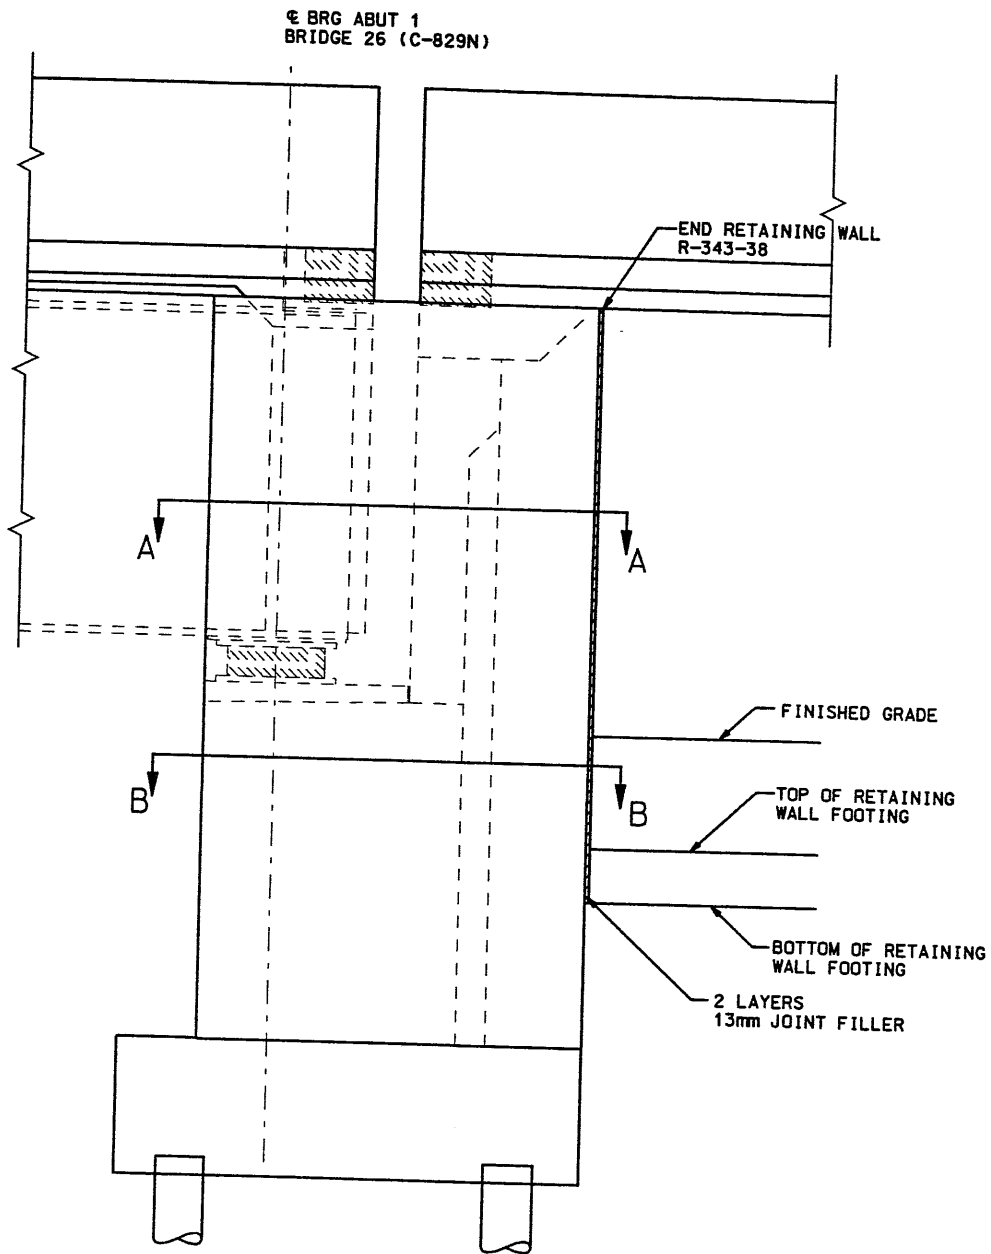 ℄ BRG ABUT 1
BRIDGE 26 (C-829N)
END RETAINING WALL
R-343-38
A
A
FINISHED GRADE
B
B
TOP OF RETAINING
WALL FOOTING
BOTTOM OF RETAINING
WALL FOOTING
2 LAYERS
13mm JOINT FILLER